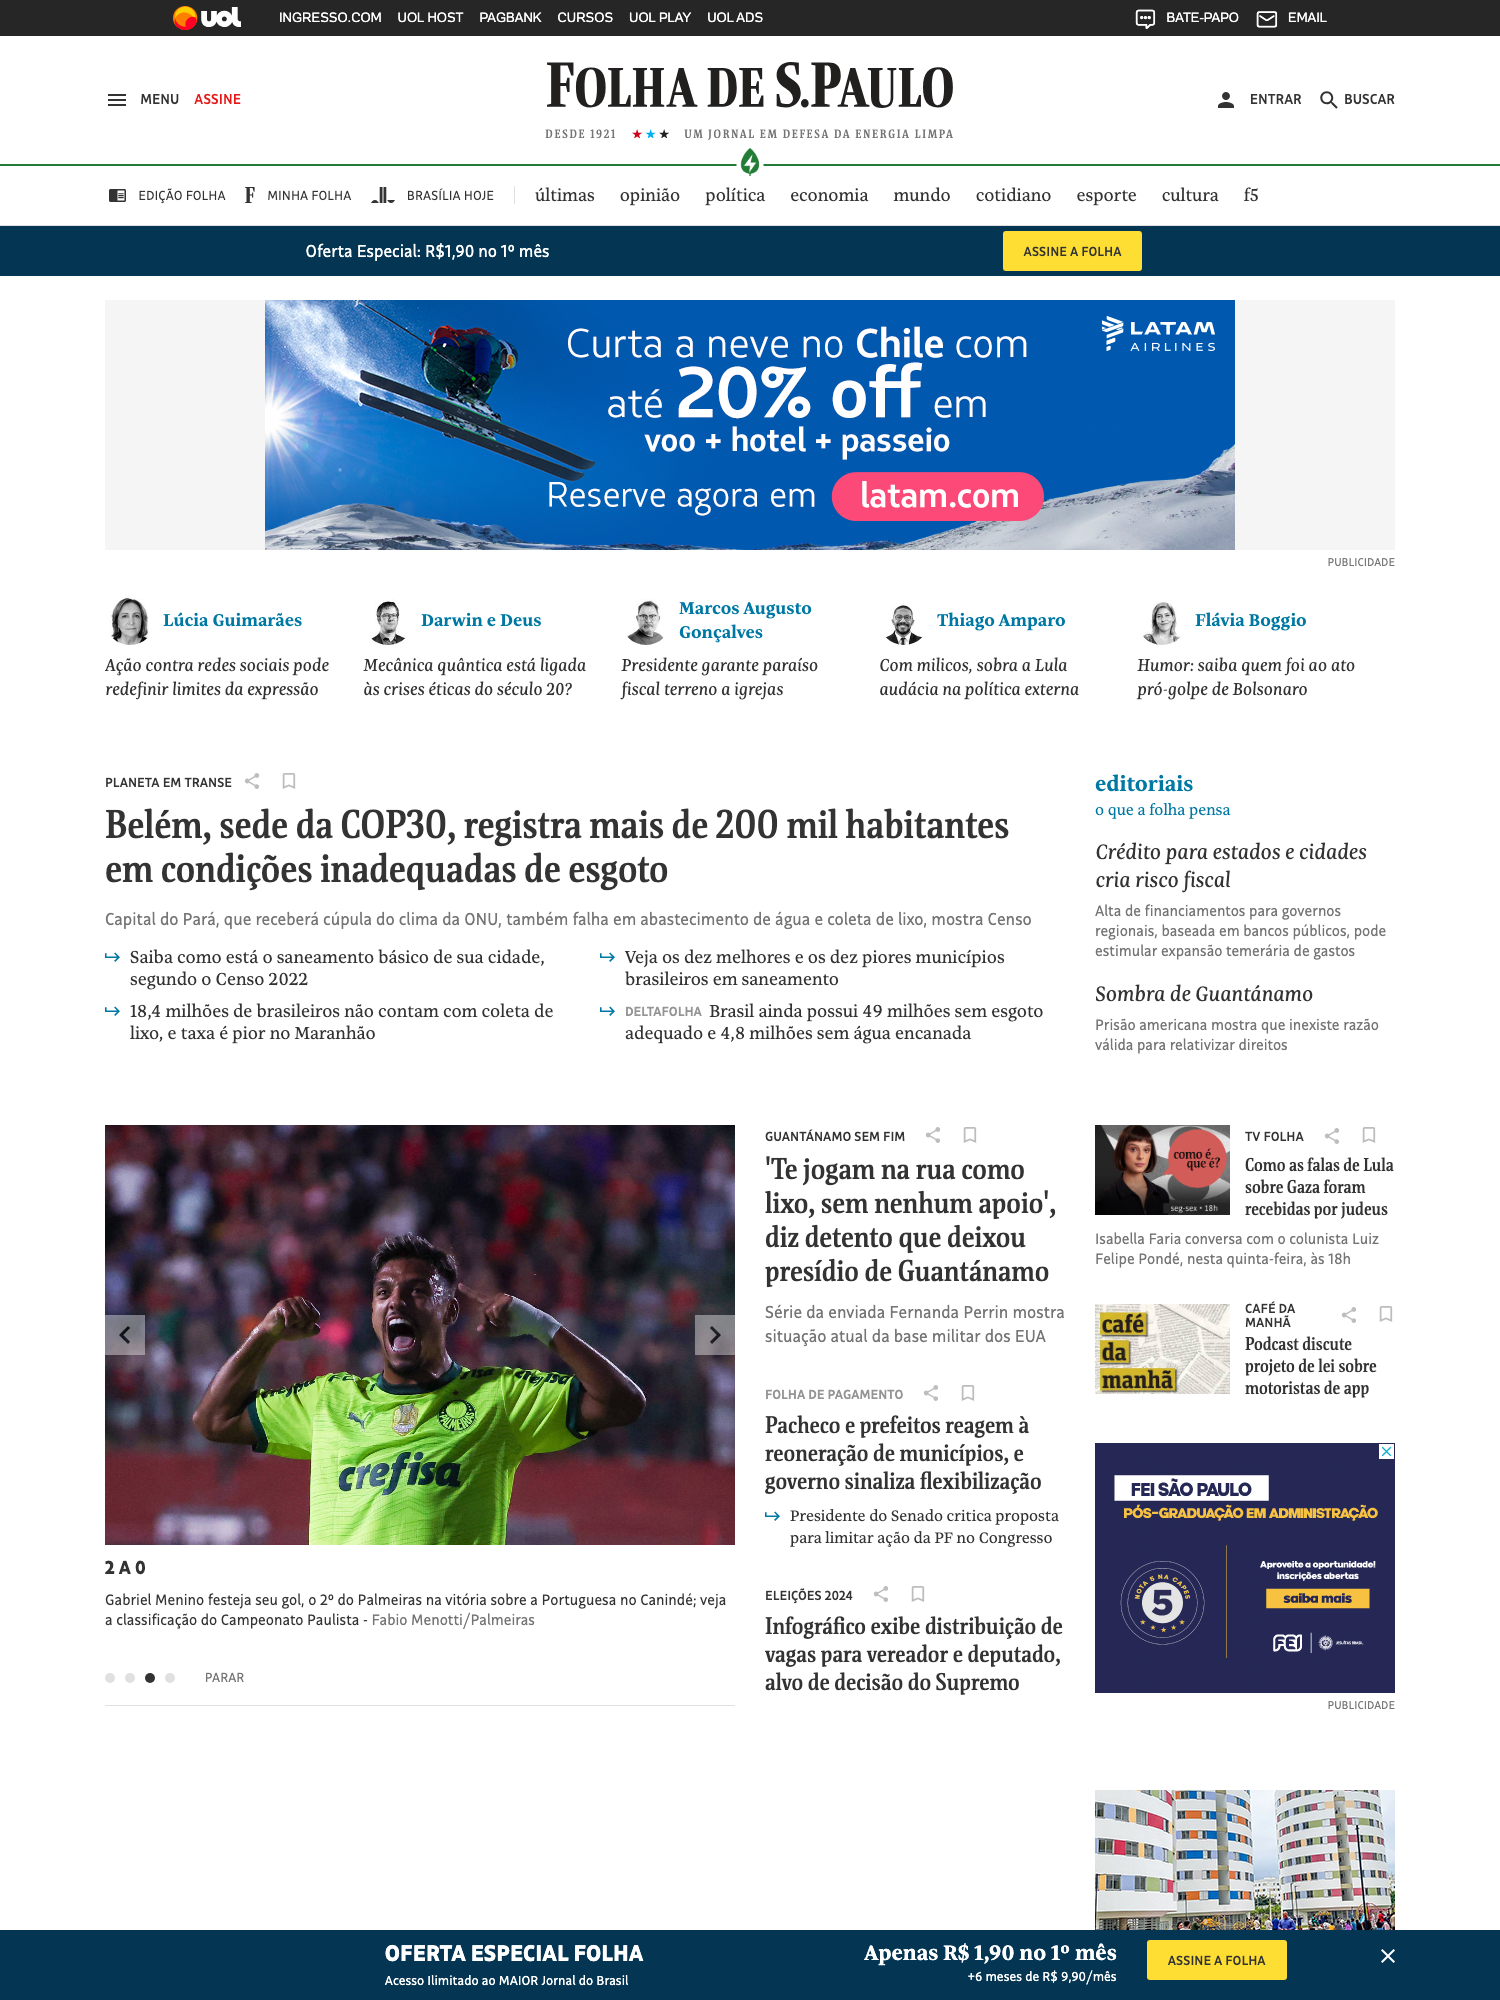 uol
INGRESSO.COM UOL HOST PAGBANK CURSOS UOL PLAY UOL ADS
BATE-PAPO EMAIL
MENU ASSINE
FOLHA DE S.PAULO
DESDE 1921 ★★★ UM JORNAL EM DEFESA DA ENERGIA LIMPA
ENTRAR BUSCAR
EDIÇÃO FOLHA
F MINHA FOLHA
BRASÍLIA HOJE
últimas opinião política economia mundo cotidiano esporte cultura f5
Oferta Especial: R$1,90 no 1º mês
ASSINE A FOLHA
Curta a neve no Chile com
até 20% off em
voo + hotel + passeio
Reserve agora em latam.com
LATAM
AIRLINES
PUBLICIDADE
Lúcia Guimarães
Ação contra redes sociais pode
redefinir limites da expressão
Darwin e Deus
Mecânica quântica está ligada
às crises éticas do século 20?
Marcos Augusto
Gonçalves
Presidente garante paraíso
fiscal terreno a igrejas
Thiago Amparo
Com milicos, sobra a Lula
audácia na política externa
Flávia Boggio
Humor: saiba quem foi ao ato
pró-golpe de Bolsonaro
PLANETA EM TRANSE
Belém, sede da COP30, registra mais de 200 mil habitantes
em condições inadequadas de esgoto
Capital do Pará, que receberá cúpula do clima da ONU, também falha em abastecimento de água e coleta de lixo, mostra Censo
Saiba como está o saneamento básico de sua cidade,
segundo o Censo 2022
18,4 milhões de brasileiros não contam com coleta de
lixo, e taxa é pior no Maranhão
Veja os dez melhores e os dez piores municípios
brasileiros em saneamento
DELTAFOLHA Brasil ainda possui 49 milhões sem esgoto
adequado e 4,8 milhões sem água encanada
editoriais
o que a folha pensa
Crédito para estados e cidades
cria risco fiscal
Alta de financiamentos para governos
regionais, baseada em bancos públicos, pode
estimular expansão temerária de gastos
Sombra de Guantánamo
Prisão americana mostra que inexiste razão
válida para relativizar direitos
crefisa crefisa
PALMEIRAS
crefisa
2 A 0
Gabriel Menino festeja seu gol, o 2º do Palmeiras na vitória sobre a Portuguesa no Canindé; veja
a classificação do Campeonato Paulista - Fabio Menotti/Palmeiras
PARAR
GUANTÁNAMO SEM FIM
'Te jogam na rua como
lixo, sem nenhum apoio',
diz detento que deixou
presídio de Guantánamo
Série da enviada Fernanda Perrin mostra
situação atual da base militar dos EUA
FOLHA DE PAGAMENTO
Pacheco e prefeitos reagem à
reoneração de municípios, e
governo sinaliza flexibilização
Presidente do Senado critica proposta
para limitar ação da PF no Congresso
ELEIÇÕES 2024
Infográfico exibe distribuição de
vagas para vereador e deputado,
alvo de decisão do Supremo
como é,
que é?
seg-sex • 18h
TV FOLHA
Como as falas de Lula
sobre Gaza foram
recebidas por judeus
Isabella Faria conversa com o colunista Luiz
Felipe Pondé, nesta quinta-feira, às 18h
café
da
manhã
CAFÉ DA
MANHÃ
Podcast discute
projeto de lei sobre
motoristas de app
FEI SÃO PAULO
PÓS-GRADUAÇÃO EM ADMINISTRAÇÃO
NOTA 5 NA CAPES
5
Aproveite a oportunidade!
inscrições abertas
saiba mais
FEI
JESUÍTAS BRASIL
PUBLICIDADE
OFERTA ESPECIAL FOLHA
Acesso Ilimitado ao MAIOR Jornal do Brasil
Apenas R$ 1,90 no 1º mês
+6 meses de R$ 9,90/mês
ASSINE A FOLHA